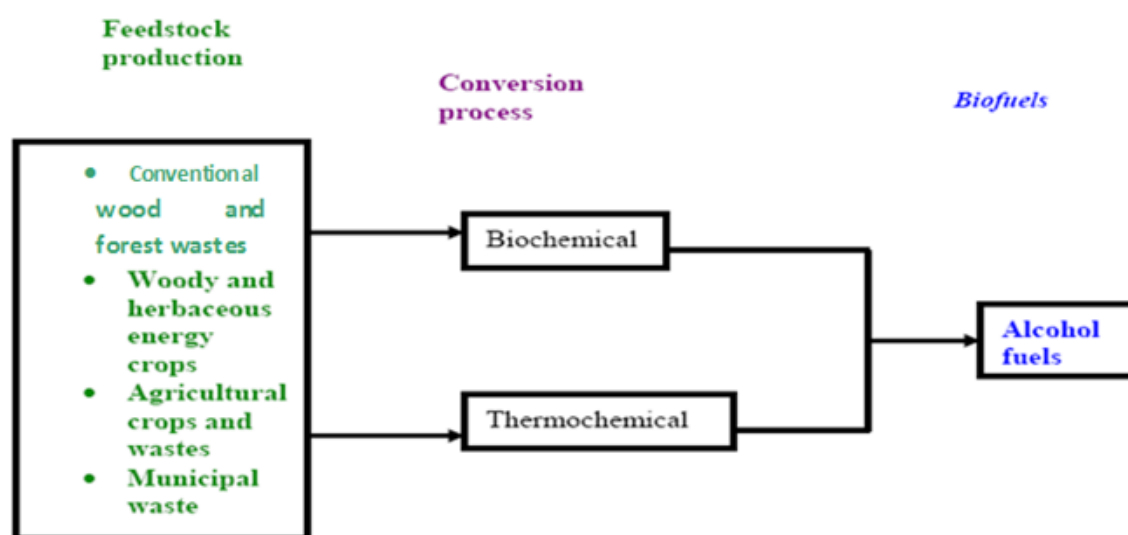 Feedstock
production
Conversion
process
Biofuels
• Conventional
wood and
forest wastes
• Woody and
herbaceous
energy
crops
• Agricultural
crops and
wastes
• Municipal
waste
Biochemical
Thermochemical
Alcohol
fuels